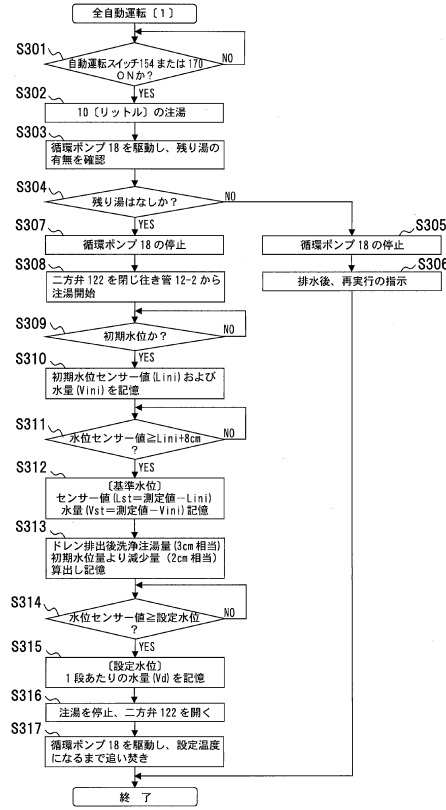 全自動運転〔1〕
S301
自動運転スイッチ154または170
ONか？
NO
YES
S302
10〔リットル〕の注湯
S303
循環ポンプ18を駆動し、残り湯の
有無を確認
S304
残り湯はなしか？
NO
YES
S307
循環ポンプ18の停止
S305
循環ポンプ18の停止
S308
二方弁122を閉じ往き管12-2から
注湯開始
S306
排水後、再実行の指示
S309
初期水位か？
NO
YES
S310
初期水位センサー値(Lini)および
水量(Vini)を記憶
S311
水位センサー値≧Lini+8cm
？
NO
YES
S312
〔基準水位〕
センサー値(Lst＝測定値－Lini)
水量(Vst＝測定値－Vini)記憶
S313
ドレン排出後洗浄注湯量(3cm相当)
初期水位量より減少量(2cm相当)
算出し記憶
S314
水位センサー値≧設定水位
？
NO
YES
S315
〔設定水位〕
1段あたりの水量(Vd)を記憶
S316
注湯を停止、二方弁122を開く
S317
循環ポンプ18を駆動し、設定温度
になるまで追い焚き
終了